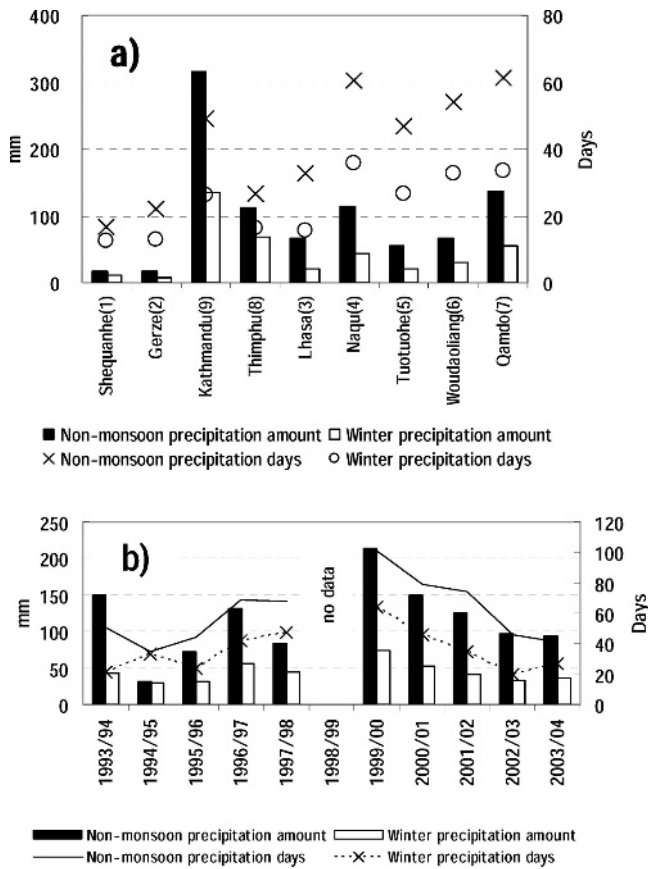 a)
400
300
200
100
0
mm
80
60
40
20
0
Days
Shequanhe(1)
Gerze(2)
Kathmandu(9)
Thimphu(8)
Lhasa(3)
Naqu(4)
Tuotuohe(5)
Woudaoliang(6)
Qamdo(7)
Non-monsoon precipitation amount Winter precipitation amount
Non-monsoon precipitation days Winter precipitation days
b)
250
200
150
100
50
0
mm
no data
120
100
80
60
40
20
0
Days
1993/94
1994/95
1995/96
1996/97
1997/98
1998/99
1999/00
2000/01
2001/02
2002/03
2003/04
Non-monsoon precipitation amount Winter precipitation amount
Non-monsoon precipitation days Winter precipitation days